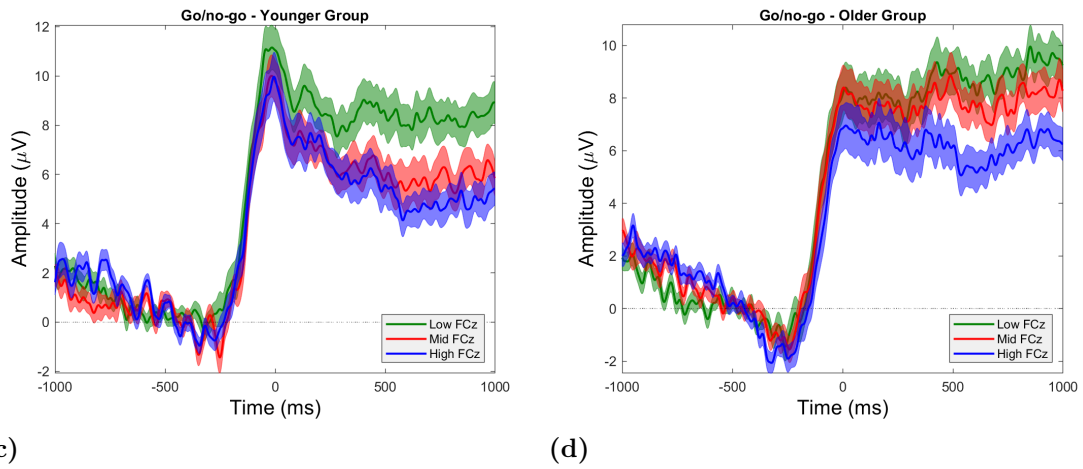 Go/no-go - Younger Group
12
10
8
6
4
2
0
-2
Amplitude (μV)
-1000 -500 0 500 1000
Time (ms)
Low FCz
Mid FCz
High FCz
Go/no-go - Older Group
10
8
6
4
2
0
-2
Amplitude (μV)
-1000 -500 0 500 1000
Time (ms)
Low FCz
Mid FCz
High FCz
c)
(d)